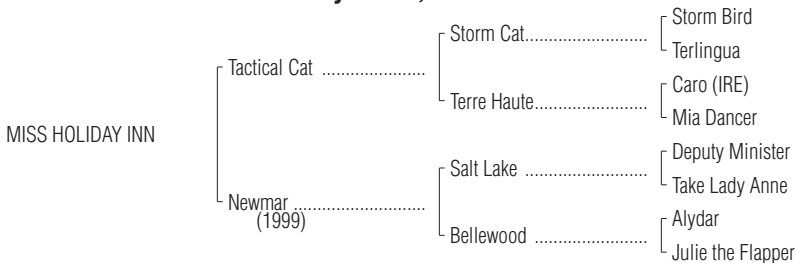 Storm Bird
Storm Cat..........................
Terlingua
Tactical Cat ......................
Caro (IRE)
Terre Haute........................
Mia Dancer
MISS HOLIDAY INN
Deputy Minister
Salt Lake ..........................
Take Lady Anne
Newmar ............................
(1999)
Alydar
Bellewood ........................
Julie the Flapper